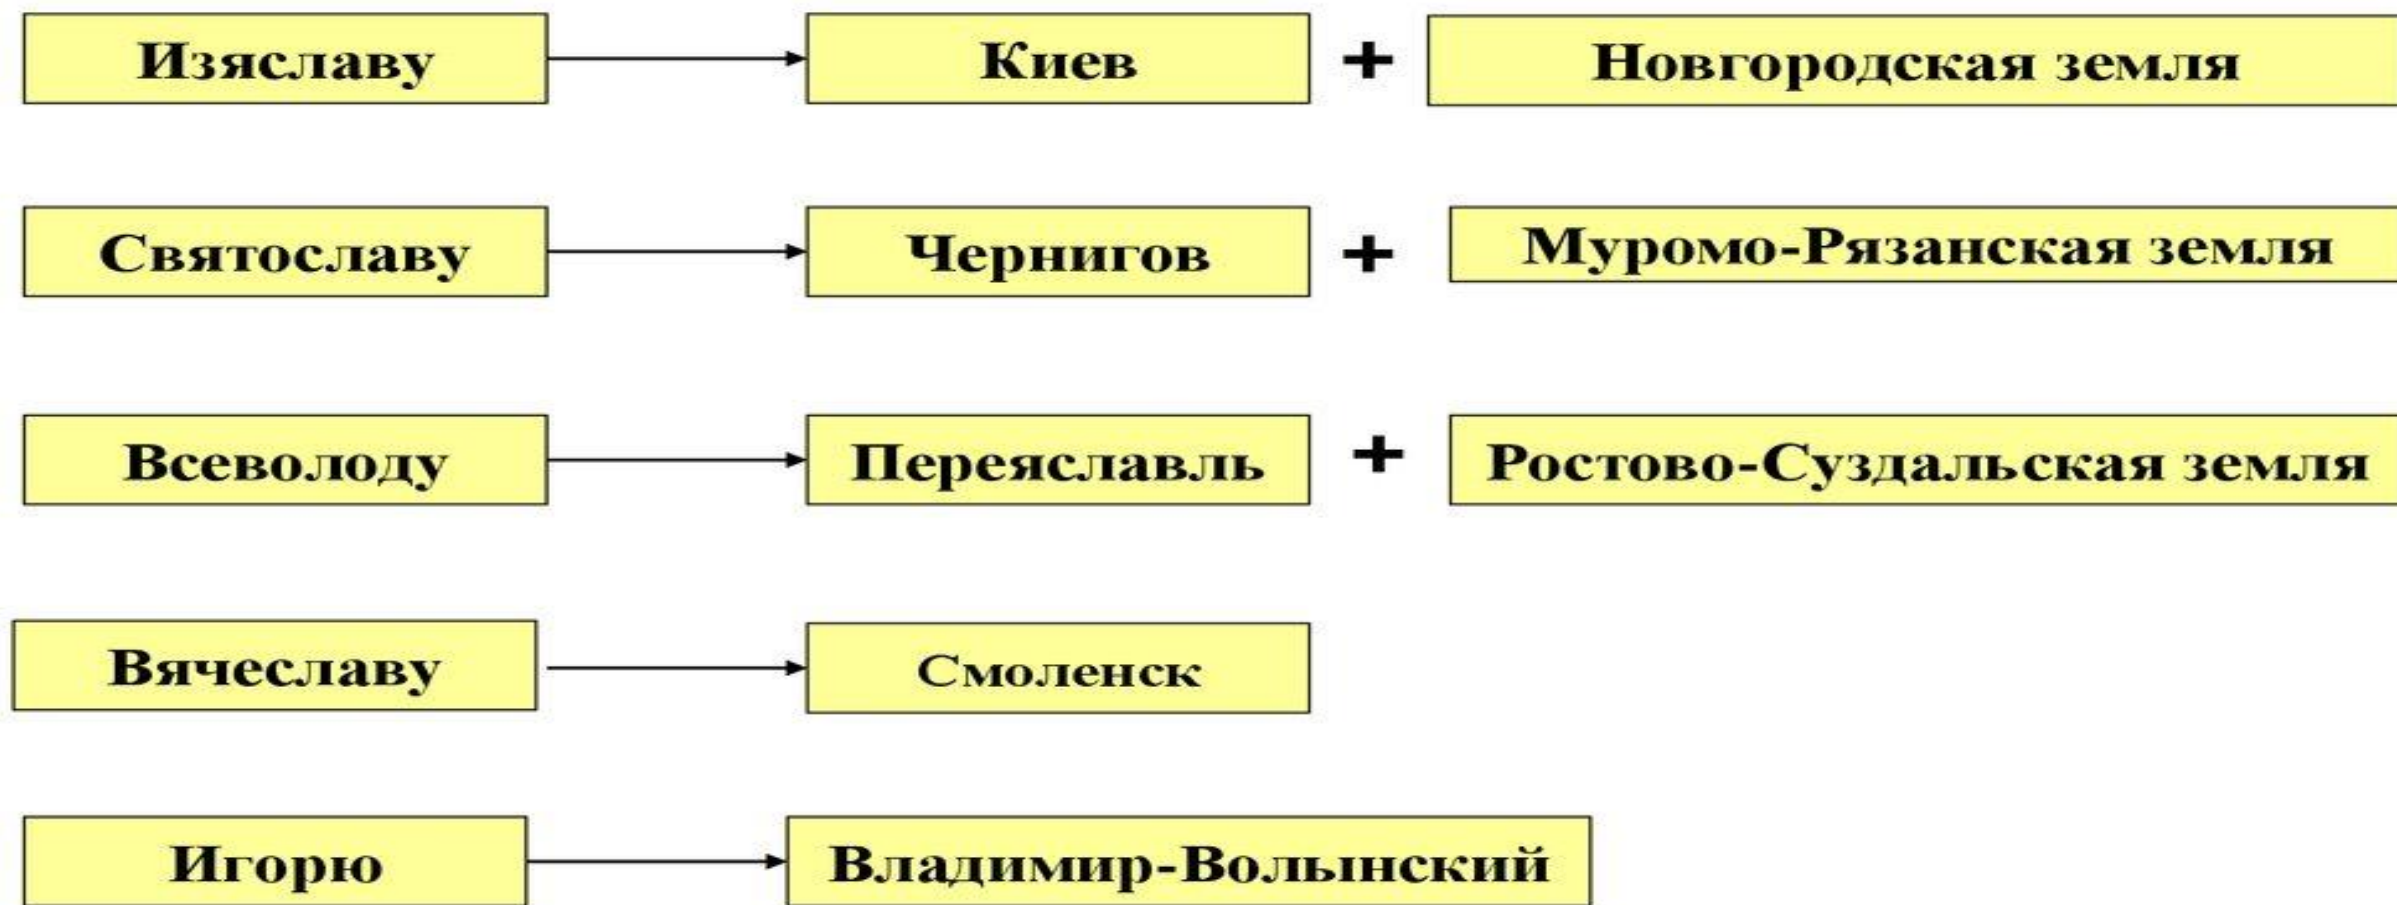 Изяславу Киев + Новгородская земля
Святославу Чернигов + Муромо-Рязанская земля
Всеволоду Переяславль + Ростово-Суздальская земля
Вячеславу Смоленск
Игорю Владимир-Волынский